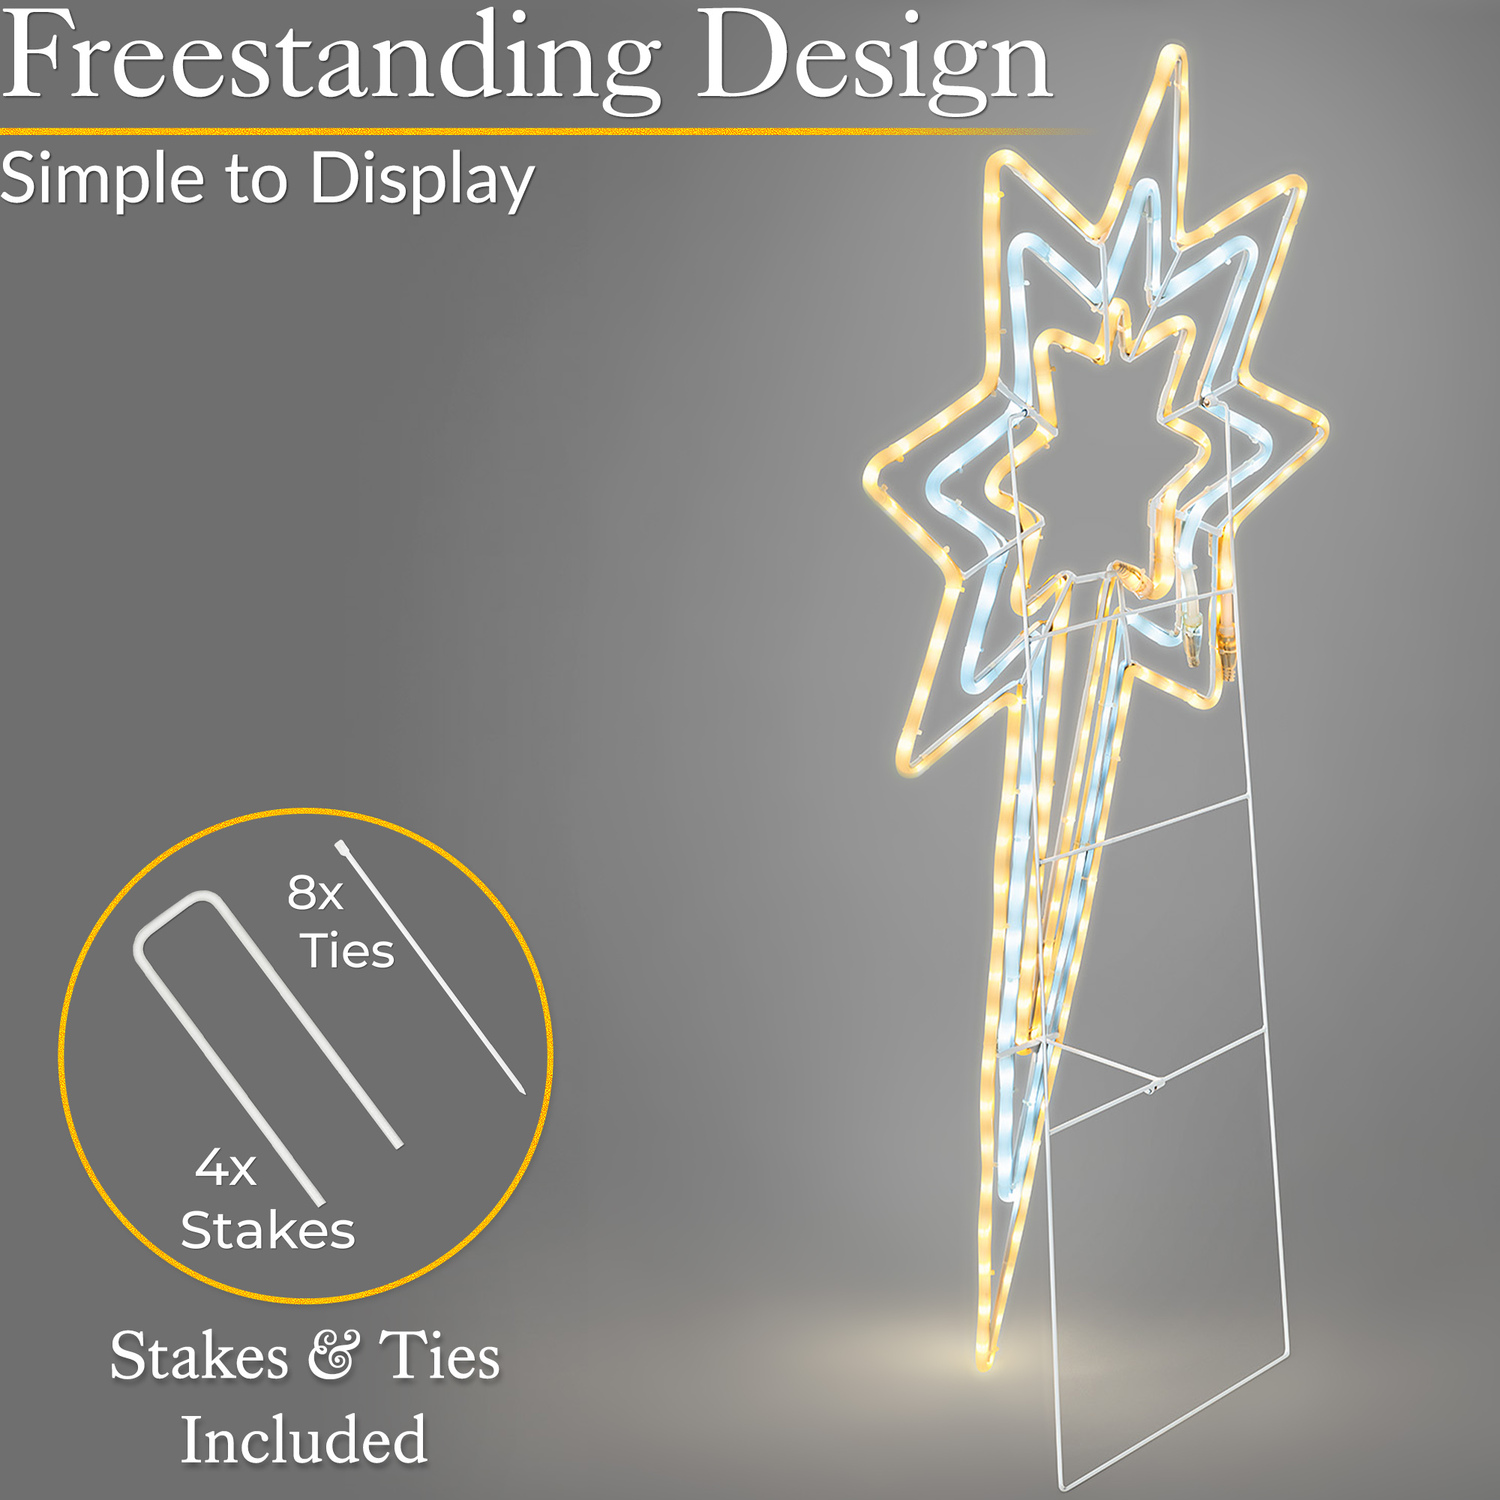 Freestanding Design
Simple to Display
8x
Ties
4x
Stakes
Stakes & Ties
Included